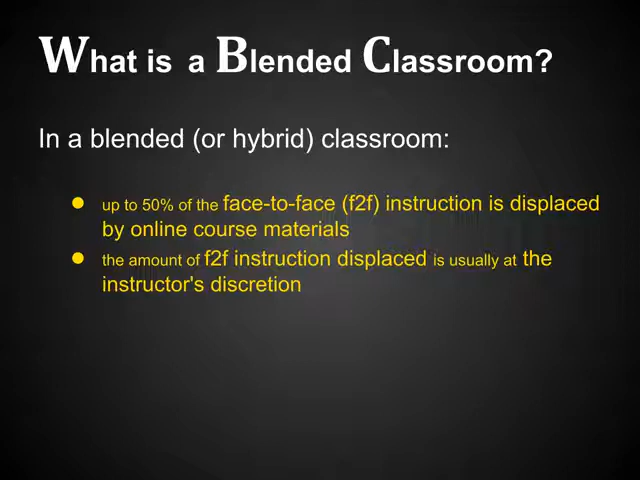 What is a Blended Classroom?
In a blended (or hybrid) classroom:
● up to 50% of the face-to-face (f2f) instruction is displaced
by online course materials
● the amount of f2f instruction displaced is usually at the
instructor's discretion